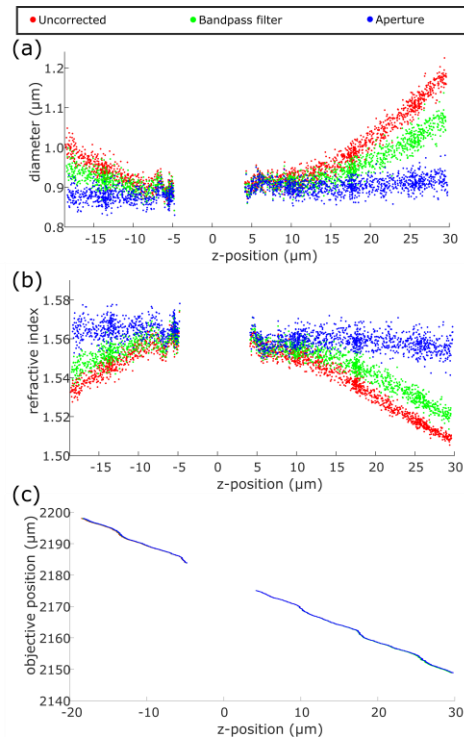 Uncorrected Bandpass filter Aperture
(a)
1.2
1.1
1.0
0.9
0.8
diameter (µm)
-15 -10 -5 0 5 10 15 20 25 30
z-position (µm)
(b)
1.58
1.56
1.54
1.52
1.50
refractive index
-15 -10 -5 0 5 10 15 20 25 30
z-position (µm)
(c)
2200
2190
2180
2170
2160
2150
2140
objective position (µm)
-20 -10 0 10 20 30
z-position (µm)